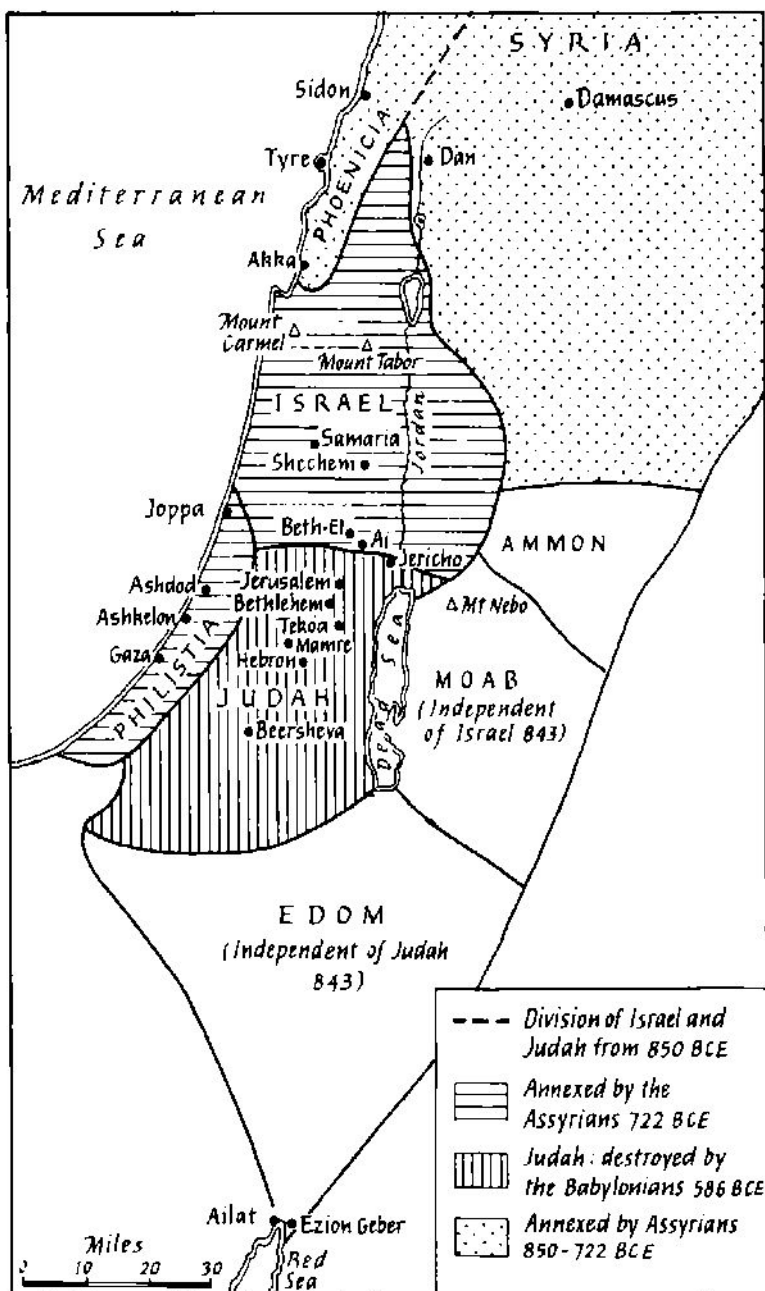 SYRIA
Sidon
Damascus
PHOENICIA
Tyre
Dan
Mediterranean
Sea
Akka
Mount
Carmel
Mount Tabor
ISRAEL
Jordan
Samaria
Shechem
Joppa
Beth-El
Ai
AMMON
Jericho
Ashdod
Jerusalem
Bethlehem
Mt Nebo
Ashkelon
Tekoa
Mamre
Gaza
Hebron
PHILISTIA
JUDAH
Dead Sea
MOAB
(Independent
of Israel 843)
Beersheva
EDOM
(Independent of Judah
843)
Division of Israel and
Judah from 850 BCE
Annexed by the
Assyrians 722 BCE
Judah: destroyed by
the Babylonians 586 BCE
Annexed by Assyrians
850-722 BCE
Ailat
Ezion Geber
Red
Sea
Miles
0 10 20 30